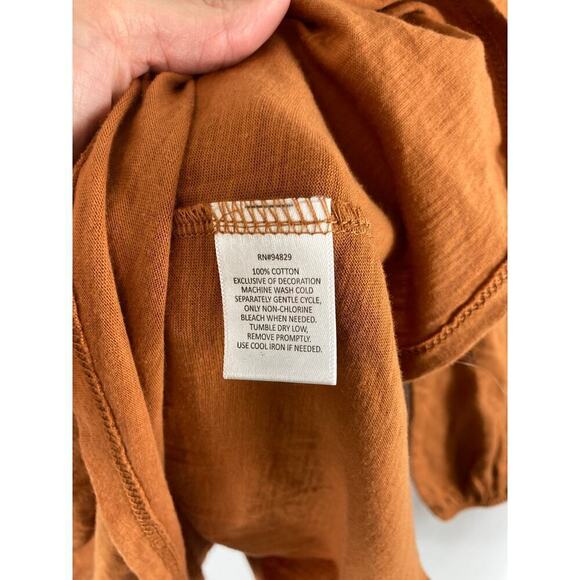 RN#94829
100% COTTON
EXCLUSIVE OF DECORATION
MACHINE WASH COLD
SEPARATELY GENTLE CYCLE,
ONLY NON-CHLORINE
BLEACH WHEN NEEDED.
TUMBLE DRY LOW,
REMOVE PROMPTLY.
USE COOL IRON IF NEEDED.